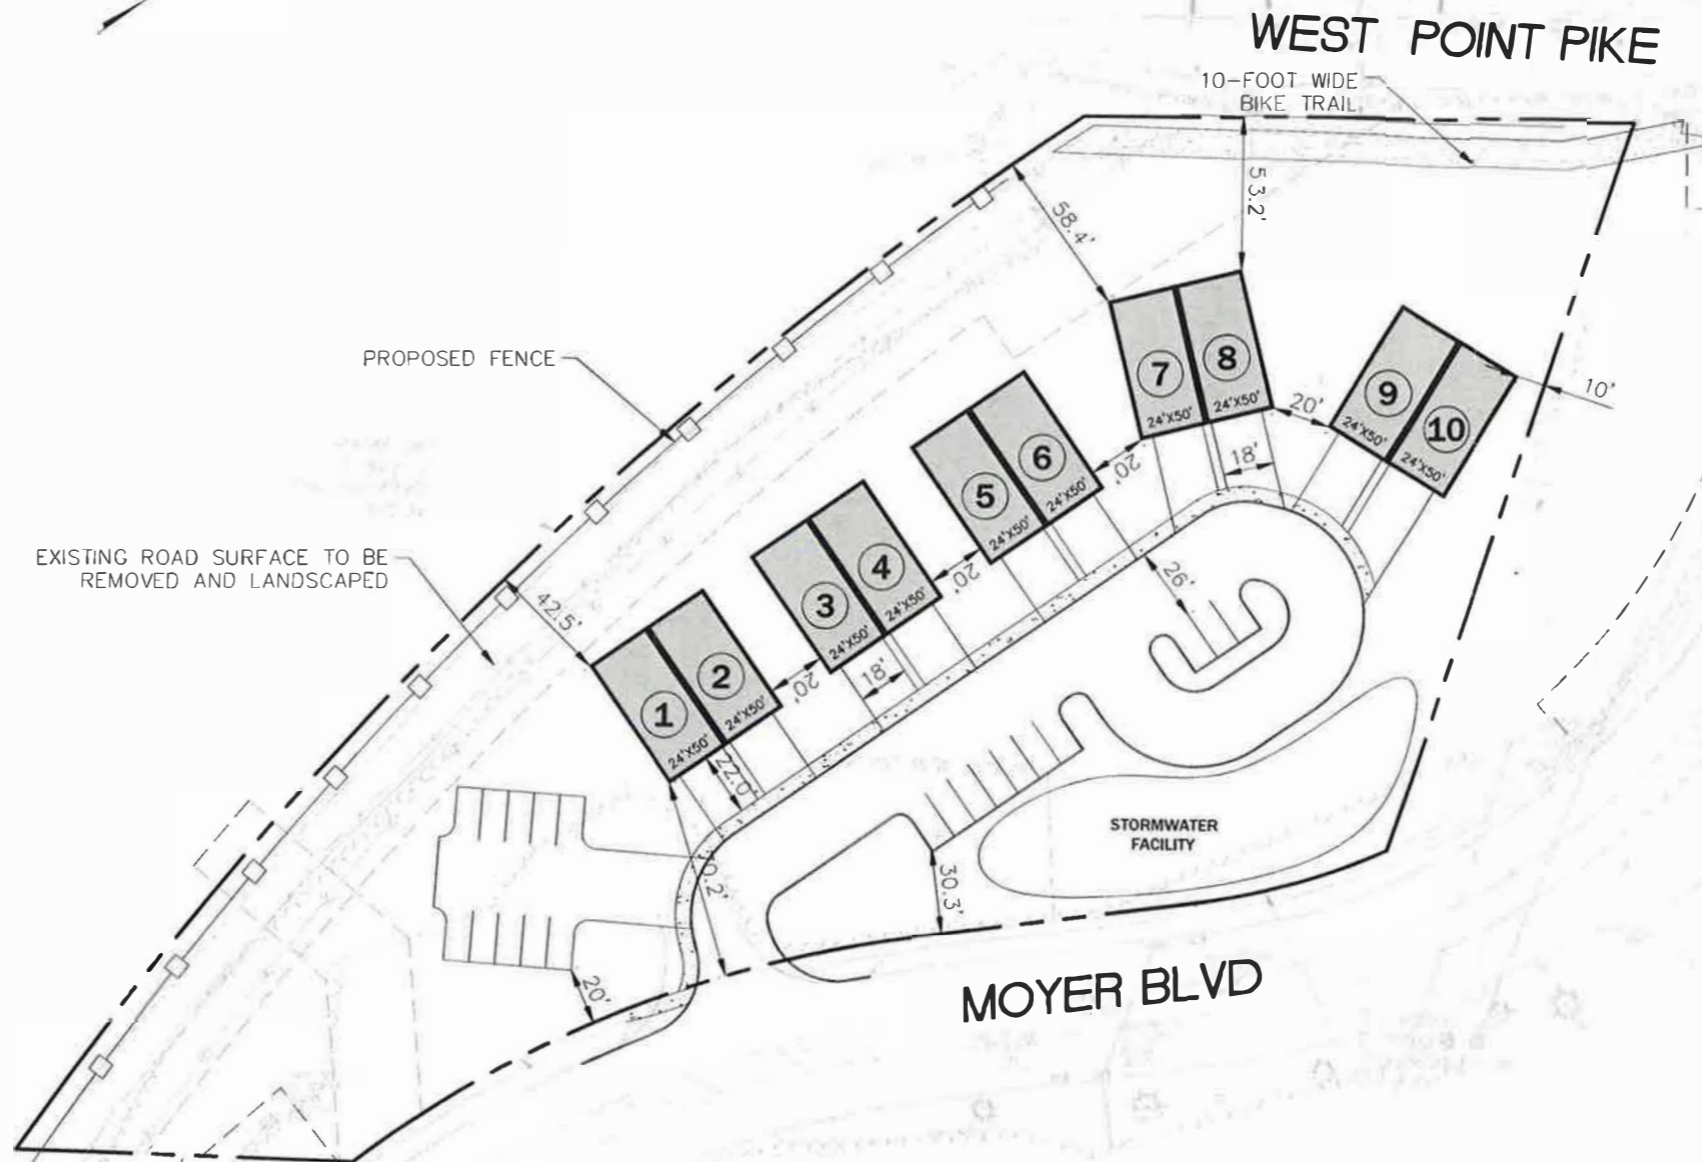 WEST POINT PIKE
10-FOOT WIDE
BIKE TRAIL
53.2'
58.4'
PROPOSED FENCE
7
8
9
10
10'
24'X50'
24'X50'
24'X50'
24'X50'
20'
18'
5
6
24'X50'
24'X50'
20'
26'
EXISTING ROAD SURFACE TO BE
REMOVED AND LANDSCAPED
42.5'
3
4
24'X50'
24'X50'
20'
18'
1
2
24'X50'
24'X50'
20'
22.0'
STORMWATER
FACILITY
30.3'
20'
MOYER BLVD